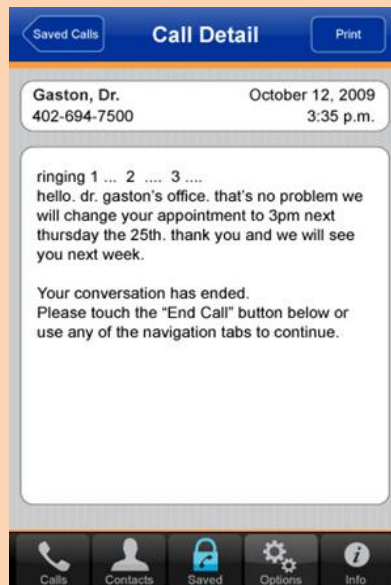 Saved Calls Call Detail Print
Gaston, Dr. October 12, 2009
402-694-7500 3:35 p.m.
ringing 1 ... 2 .... 3 ....
hello. dr. gaston's office. that's no problem we
will change your appointment to 3pm next
thursday the 25th. thank you and we will see
you next week.
Your conversation has ended.
Please touch the "End Call" button below or
use any of the navigation tabs to continue.
Calls Contacts Saved Options Info